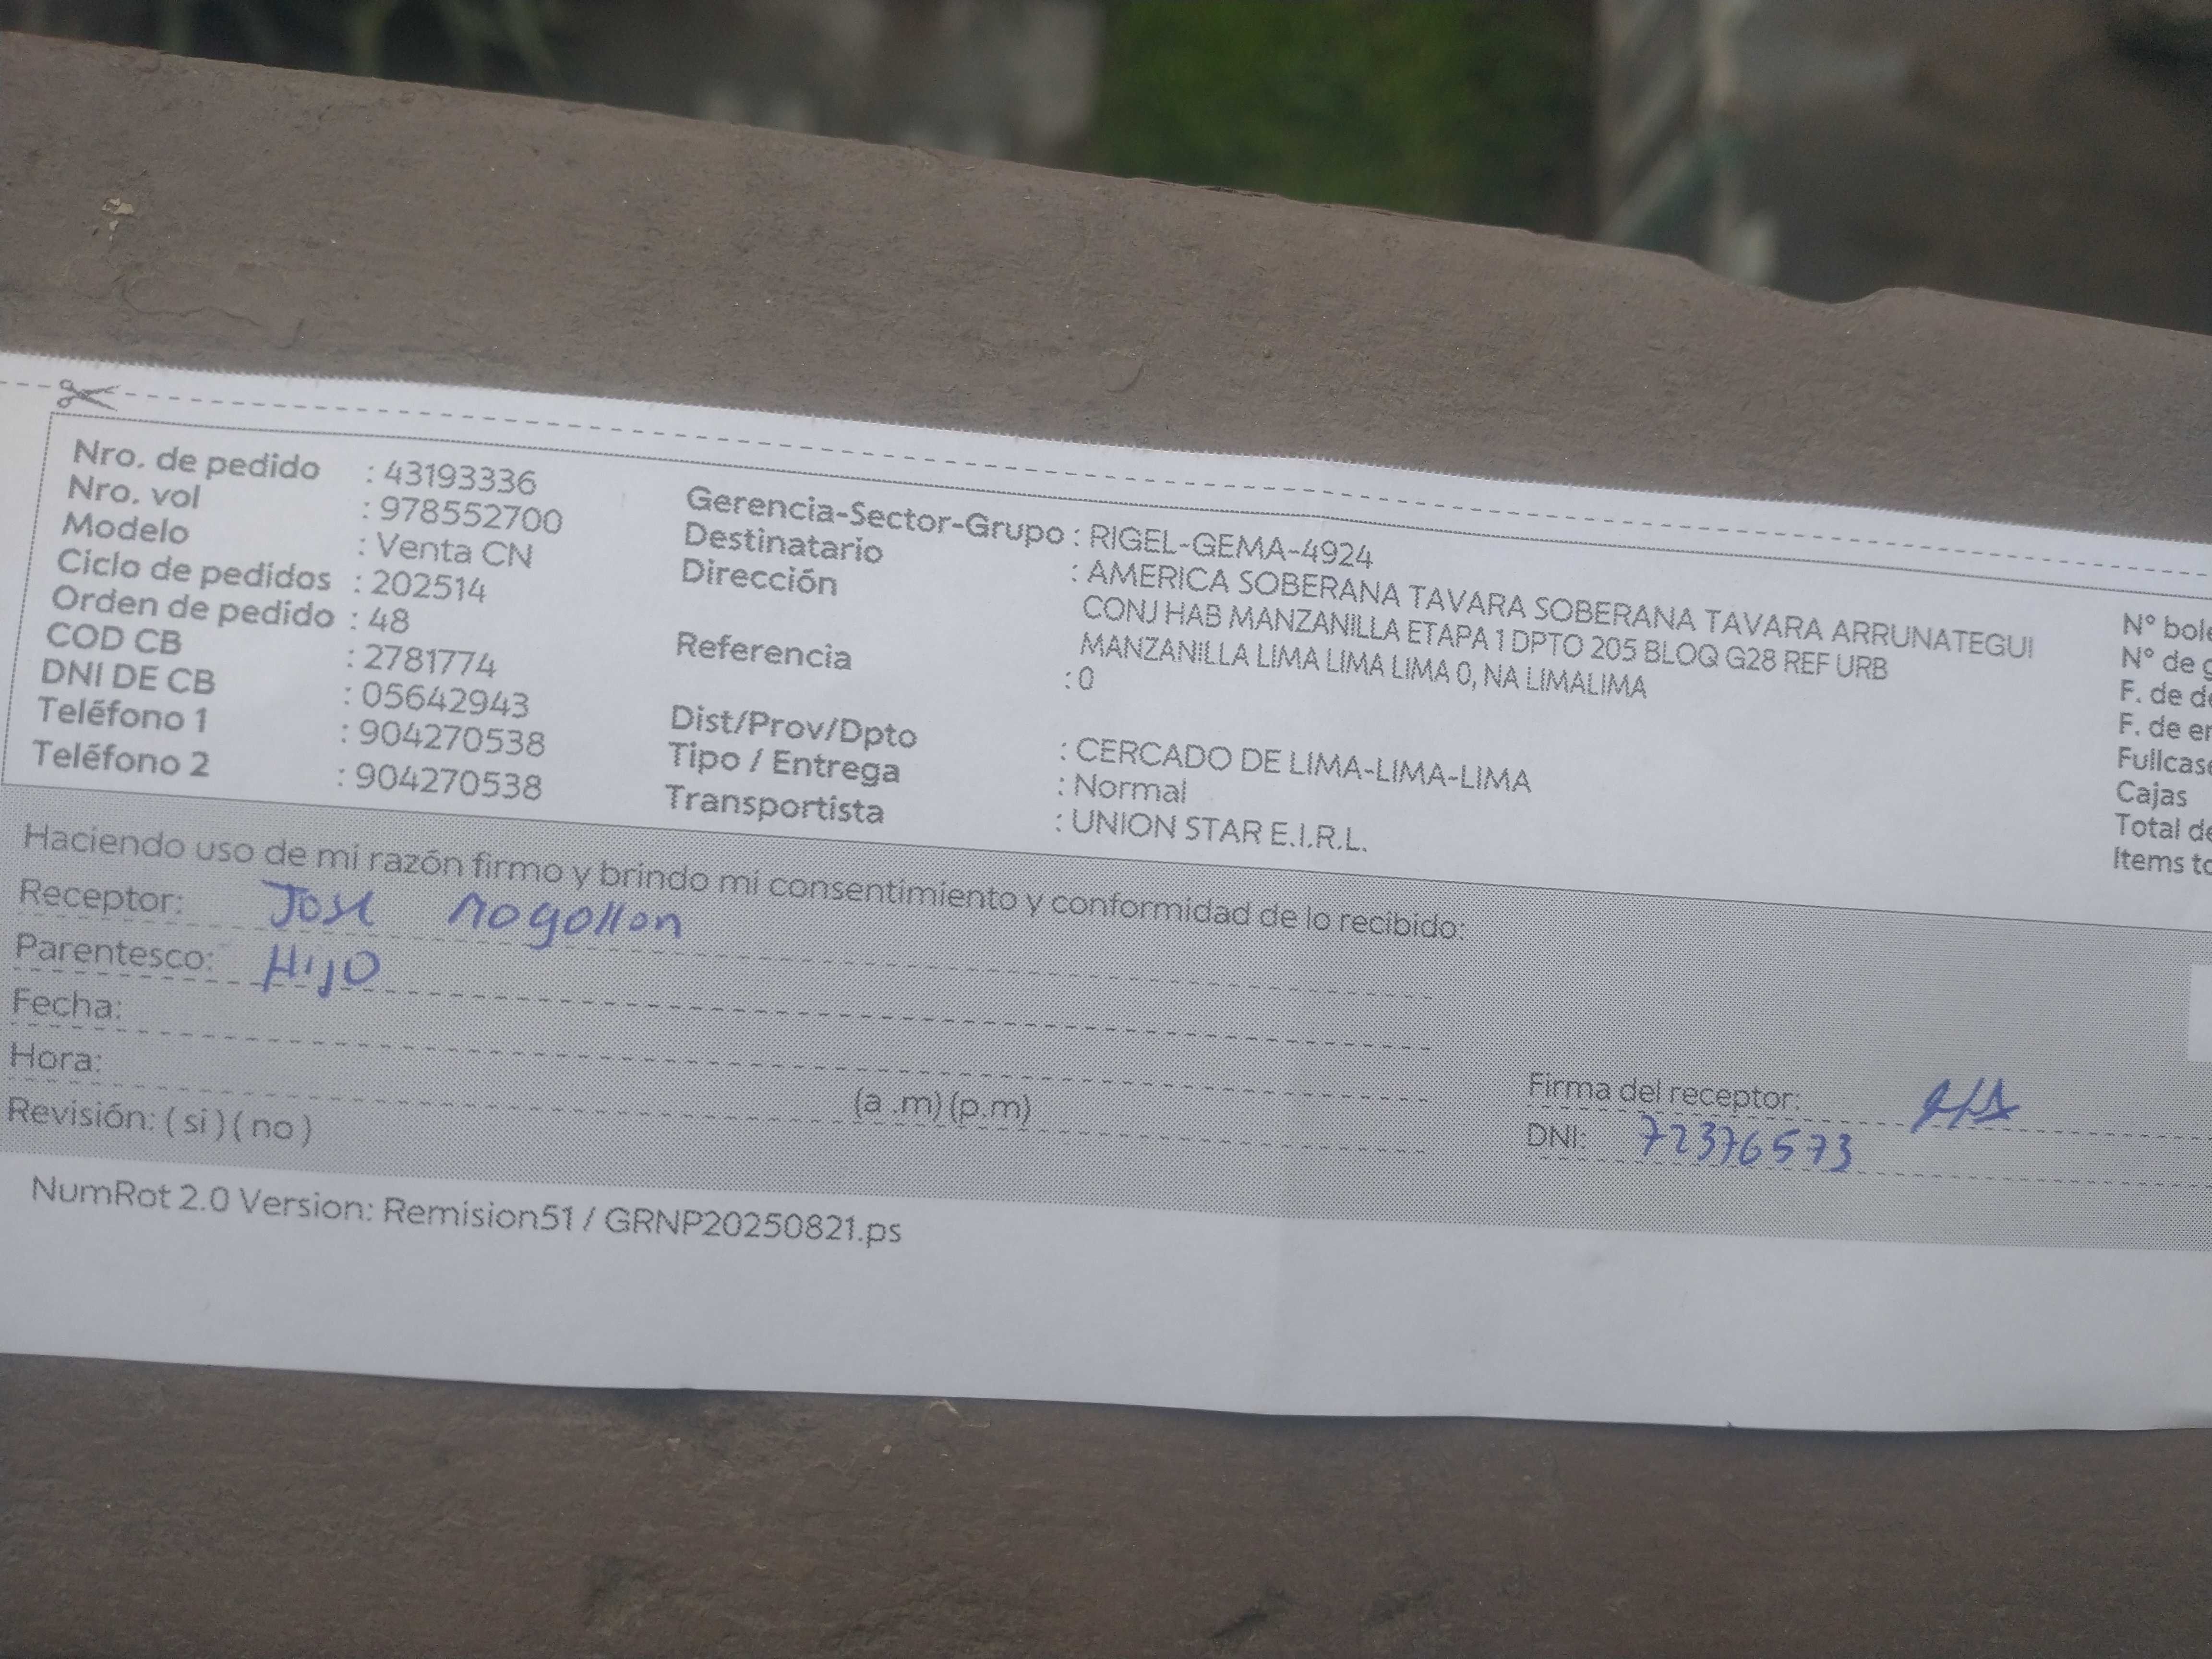 Nro. de pedido : 43193336
Nro. vol : 978552700
Modelo : Venta CN
Ciclo de pedidos : 202514
Orden de pedido : 48
COD CB : 2781774
DNI DE CB : 05642943
Teléfono 1 : 904270538
Teléfono 2 : 904270538
Gerencia-Sector-Grupo : RIGEL-GEMA-4924
Destinatario : AMERICA SOBERANA TAVARA SOBERANA TAVARA ARRUNATEGUI
Dirección CONJ HAB MANZANILLA ETAPA 1 DPTO 205 BLOQ G28 REF URB
MANZANILLA LIMA LIMA LIMA 0, NA LIMALIMA
Referencia : 0
Dist/Prov/Dpto : CERCADO DE LIMA-LIMA-LIMA
Tipo / Entrega : Normal
Transportista : UNION STAR E.I.R.L.
N° bole
N° de g
F. de de
F. de en
Fullcase
Cajas
Total de
Items to
Haciendo uso de mi razón firmo y brindo mi consentimiento y conformidad de lo recibido:
Receptor: Jose Mogollon
Parentesco: Hijo
Fecha:
Hora: (a .m) (p.m)
Revisión: ( si ) ( no )
Firma del receptor:
DNI: 72376573
NumRot 2.0 Version: Remision51 / GRNP20250821.ps